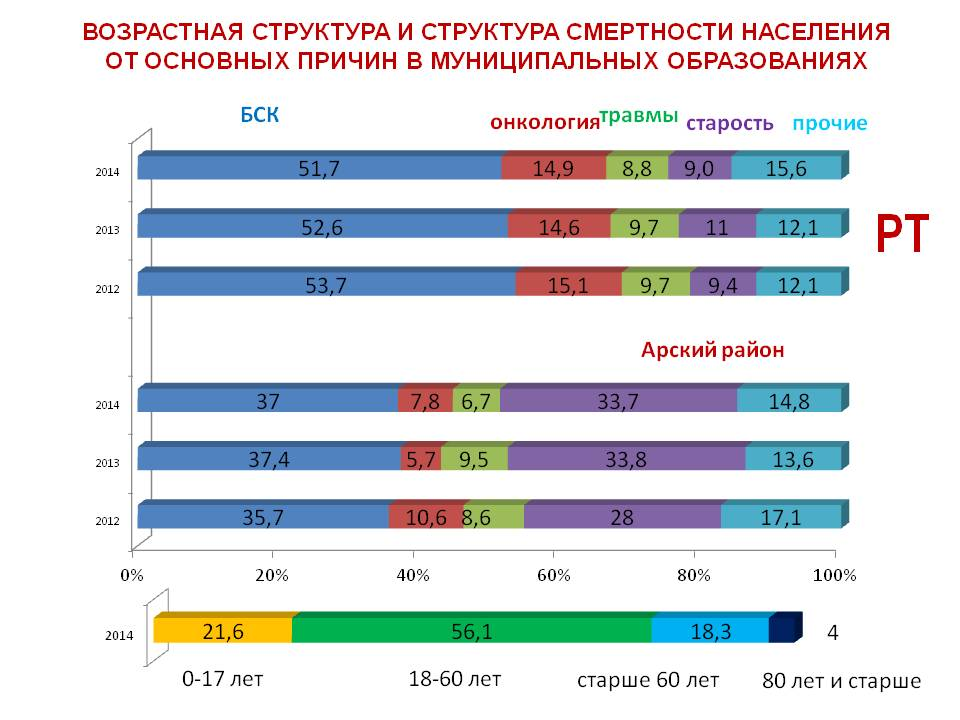 ВОЗРАСТНАЯ СТРУКТУРА И СТРУКТУРА СМЕРТНОСТИ НАСЕЛЕНИЯ
ОТ ОСНОВНЫХ ПРИЧИН В МУНИЦИПАЛЬНЫХ ОБРАЗОВАНИЯХ
БСК онкология травмы старость прочие
2014 51,7 14,9 8,8 9,0 15,6
2013 52,6 14,6 9,7 11 12,1
РТ
2012 53,7 15,1 9,7 9,4 12,1
Арский район
2014 37 7,8 6,7 33,7 14,8
2013 37,4 5,7 9,5 33,8 13,6
2012 35,7 10,6 8,6 28 17,1
0% 20% 40% 60% 80% 100%
2014 21,6 56,1 18,3 4
0-17 лет 18-60 лет старше 60 лет 80 лет и старше